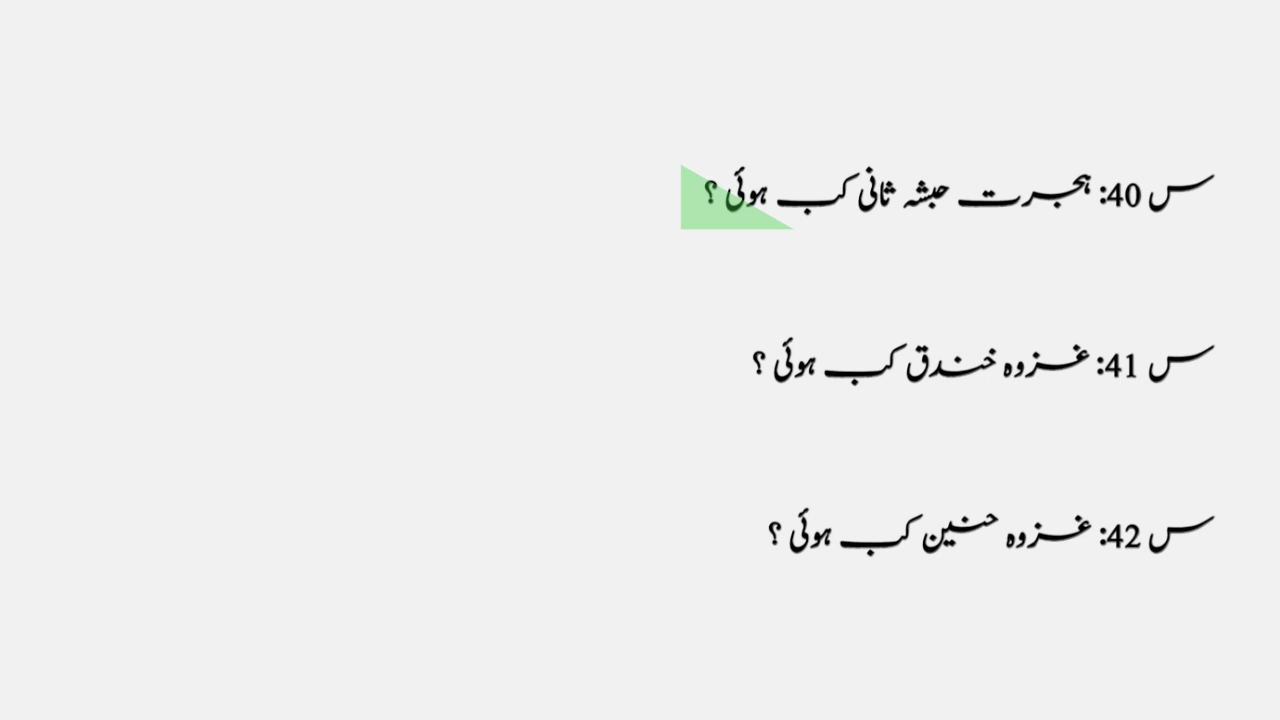 س 40: ہجرت حبشہ ثانی کب ہوئی ؟
س 41: غزوہ خندق کب ہوئی ؟
س 42: غزوہ حنین کب ہوئی ؟